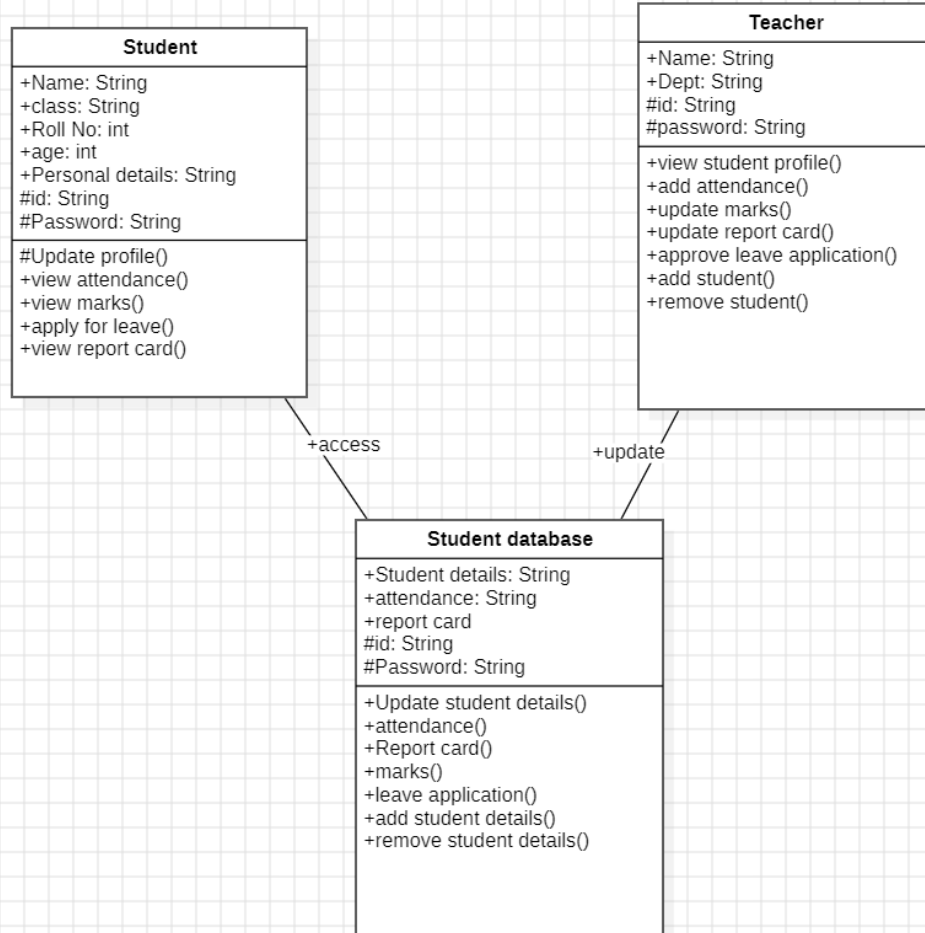 Student
+Name: String
+class: String
+Roll No: int
+age: int
+Personal details: String
#id: String
#Password: String
#Update profile()
+view attendance()
+view marks()
+apply for leave()
+view report card()
Teacher
+Name: String
+Dept: String
#id: String
#password: String
+view student profile()
+add attendance()
+update marks()
+update report card()
+approve leave application()
+add student()
+remove student()
+access
+update
Student database
+Student details: String
+attendance: String
+report card
#id: String
#Password: String
+Update student details()
+attendance()
+Report card()
+marks()
+leave application()
+add student details()
+remove student details()